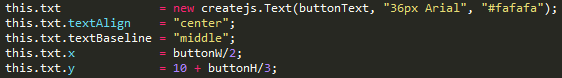 this.txt              = new createjs.Text(buttonText, "36px Arial", "#fafafa");
this.txt.textAlign    = "center";
this.txt.textBaseline = "middle";
this.txt.x            = buttonW/2;
this.txt.y            = 10 + buttonH/3;